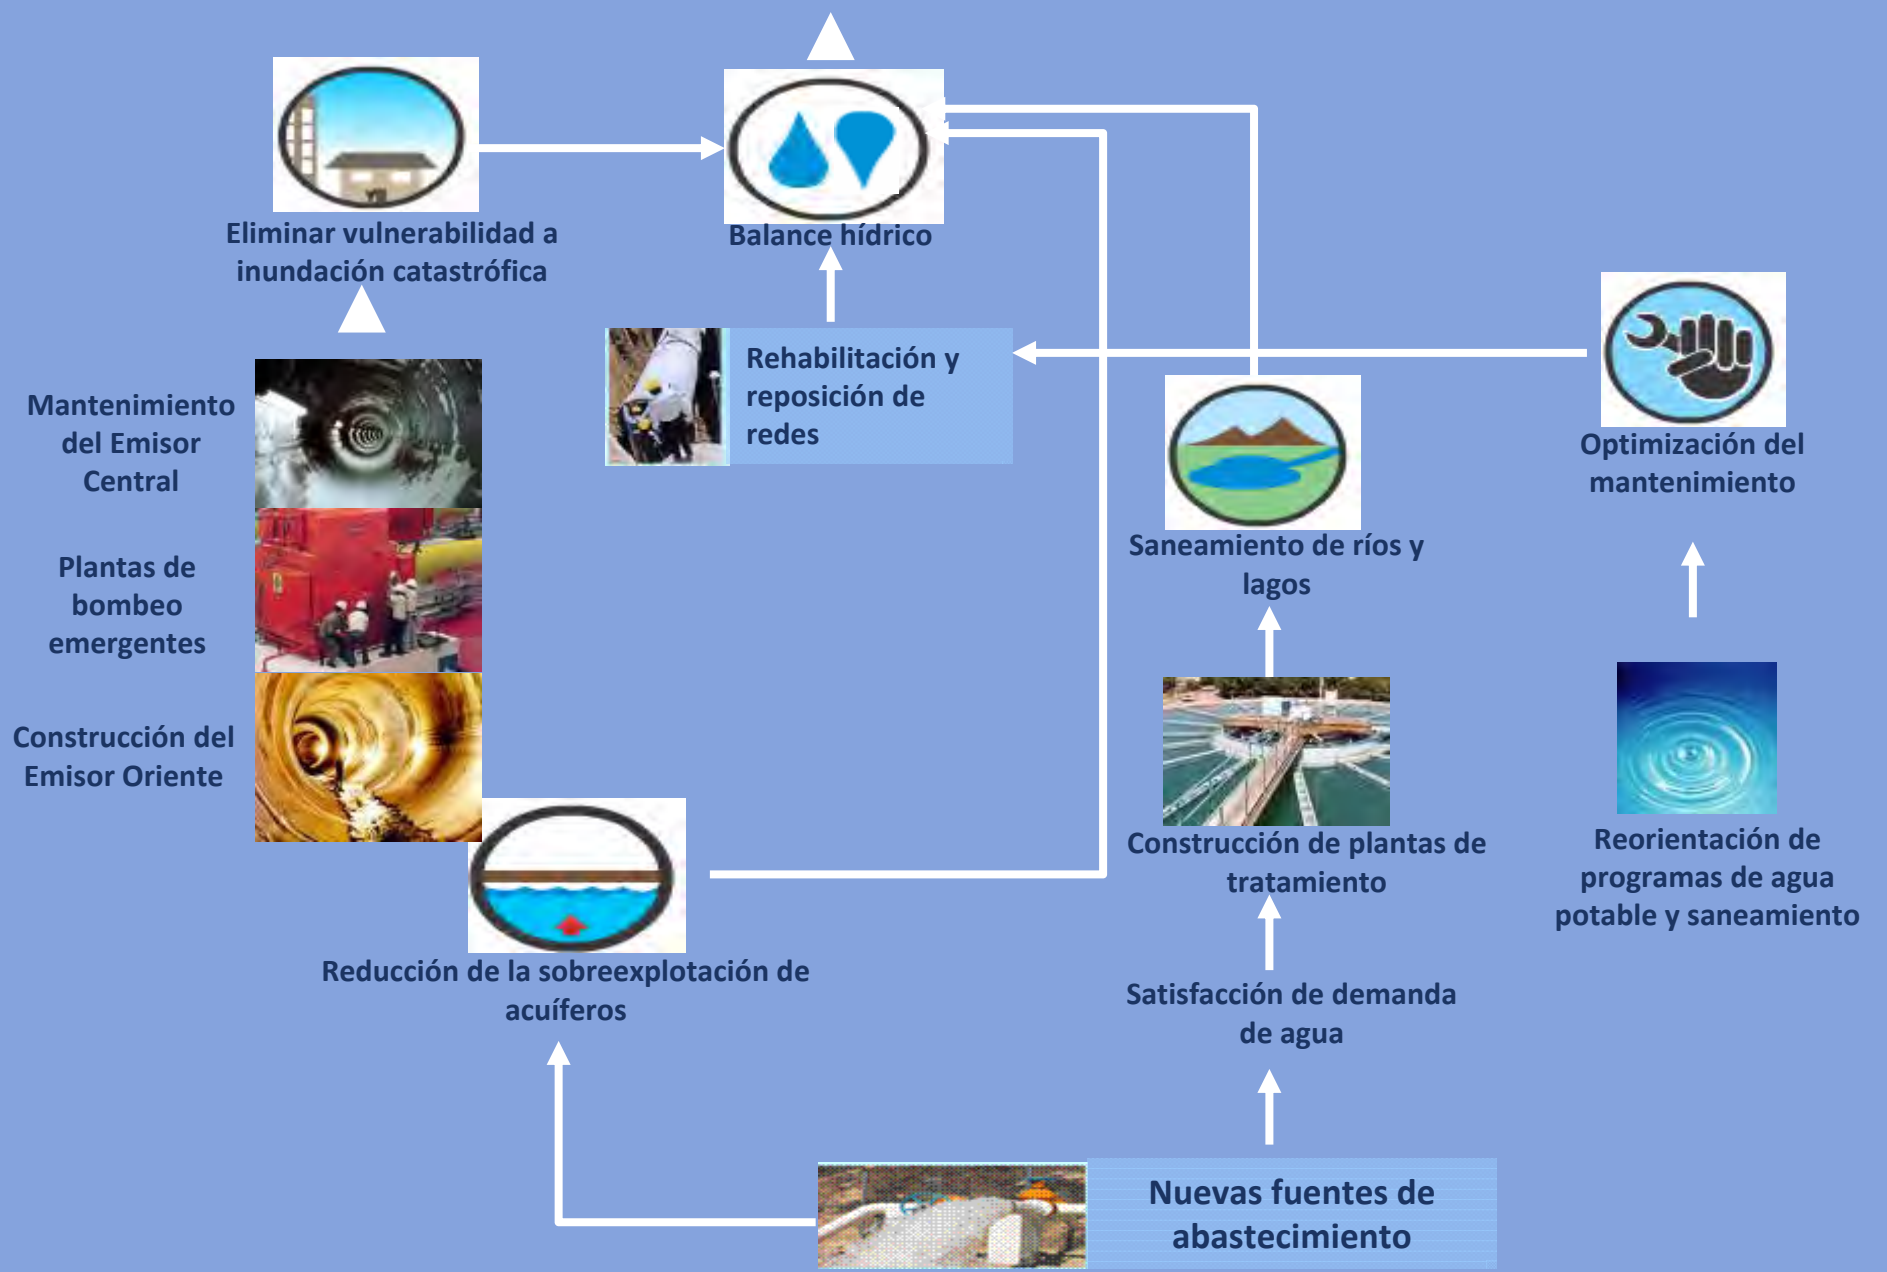 Eliminar vulnerabilidad a
inundación catastrófica
Balance hídrico
Mantenimiento
del Emisor
Central
Rehabilitación y
reposición de
redes
Optimización del
mantenimiento
Plantas de
bombeo
emergentes
Saneamiento de ríos y
lagos
Construcción del
Emisor Oriente
Construcción de plantas de
tratamiento
Reorientación de
programas de agua
potable y saneamiento
Reducción de la sobreexplotación de
acuíferos
Satisfacción de demanda
de agua
Nuevas fuentes de
abastecimiento